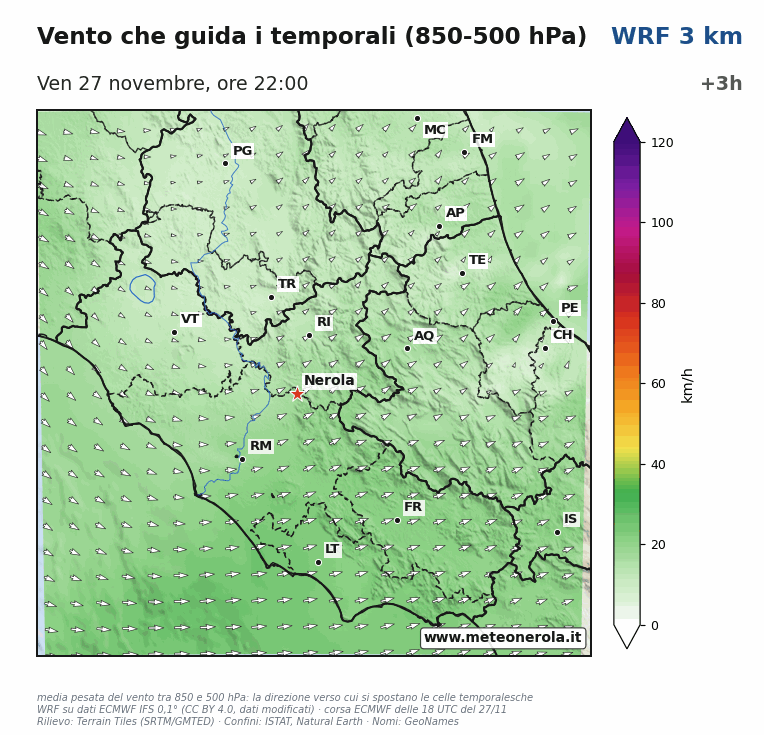 Vento che guida i temporali (850-500 hPa) WRF 3 km
Ven 27 novembre, ore 22:00 +3h
MC
FM
PG
AP
TE
TR
PE
VT
RI
AQ
CH
Nerola
RM
FR
IS
LT
www.meteonerola.it
120
100
80
60
40
20
0
km/h
media pesata del vento tra 850 e 500 hPa: la direzione verso cui si spostano le celle temporalesche
WRF su dati ECMWF IFS 0,1° (CC BY 4.0, dati modificati) · corsa ECMWF delle 18 UTC del 27/11
Rilievo: Terrain Tiles (SRTM/GMTED) · Confini: ISTAT, Natural Earth · Nomi: GeoNames